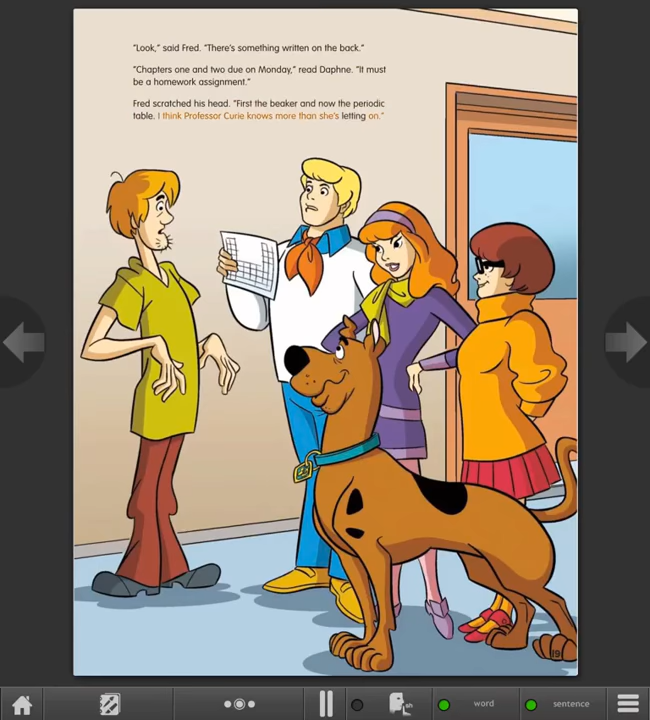 "Look," said Fred. "There's something written on the back."
"Chapters one and two due on Monday," read Daphne. "It must
be a homework assignment."
Fred scratched his head. "First the beaker and now the periodic
table. I think Professor Curie knows more than she's letting on."
19
sh
word
sentence